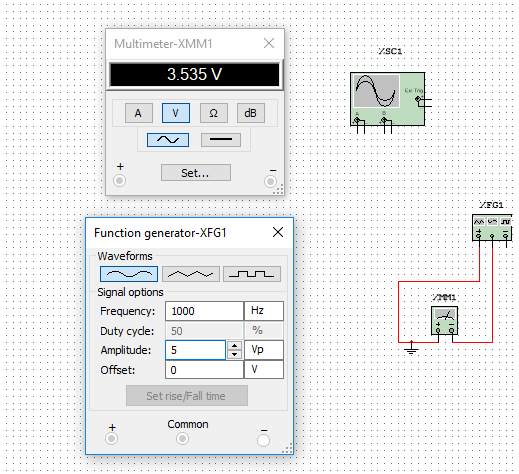 Multimeter-XMM1
3.535 V
A V Ω dB
+ −
Set...
XSC1
Ext Trig
+
A B
XFG1
XMM1
Function generator-XFG1
Waveforms
Signal options
Frequency: 1000 Hz
Duty cycle: 50 %
Amplitude: 5 Vp
Offset: 0 V
Set rise/Fall time
+ Common −